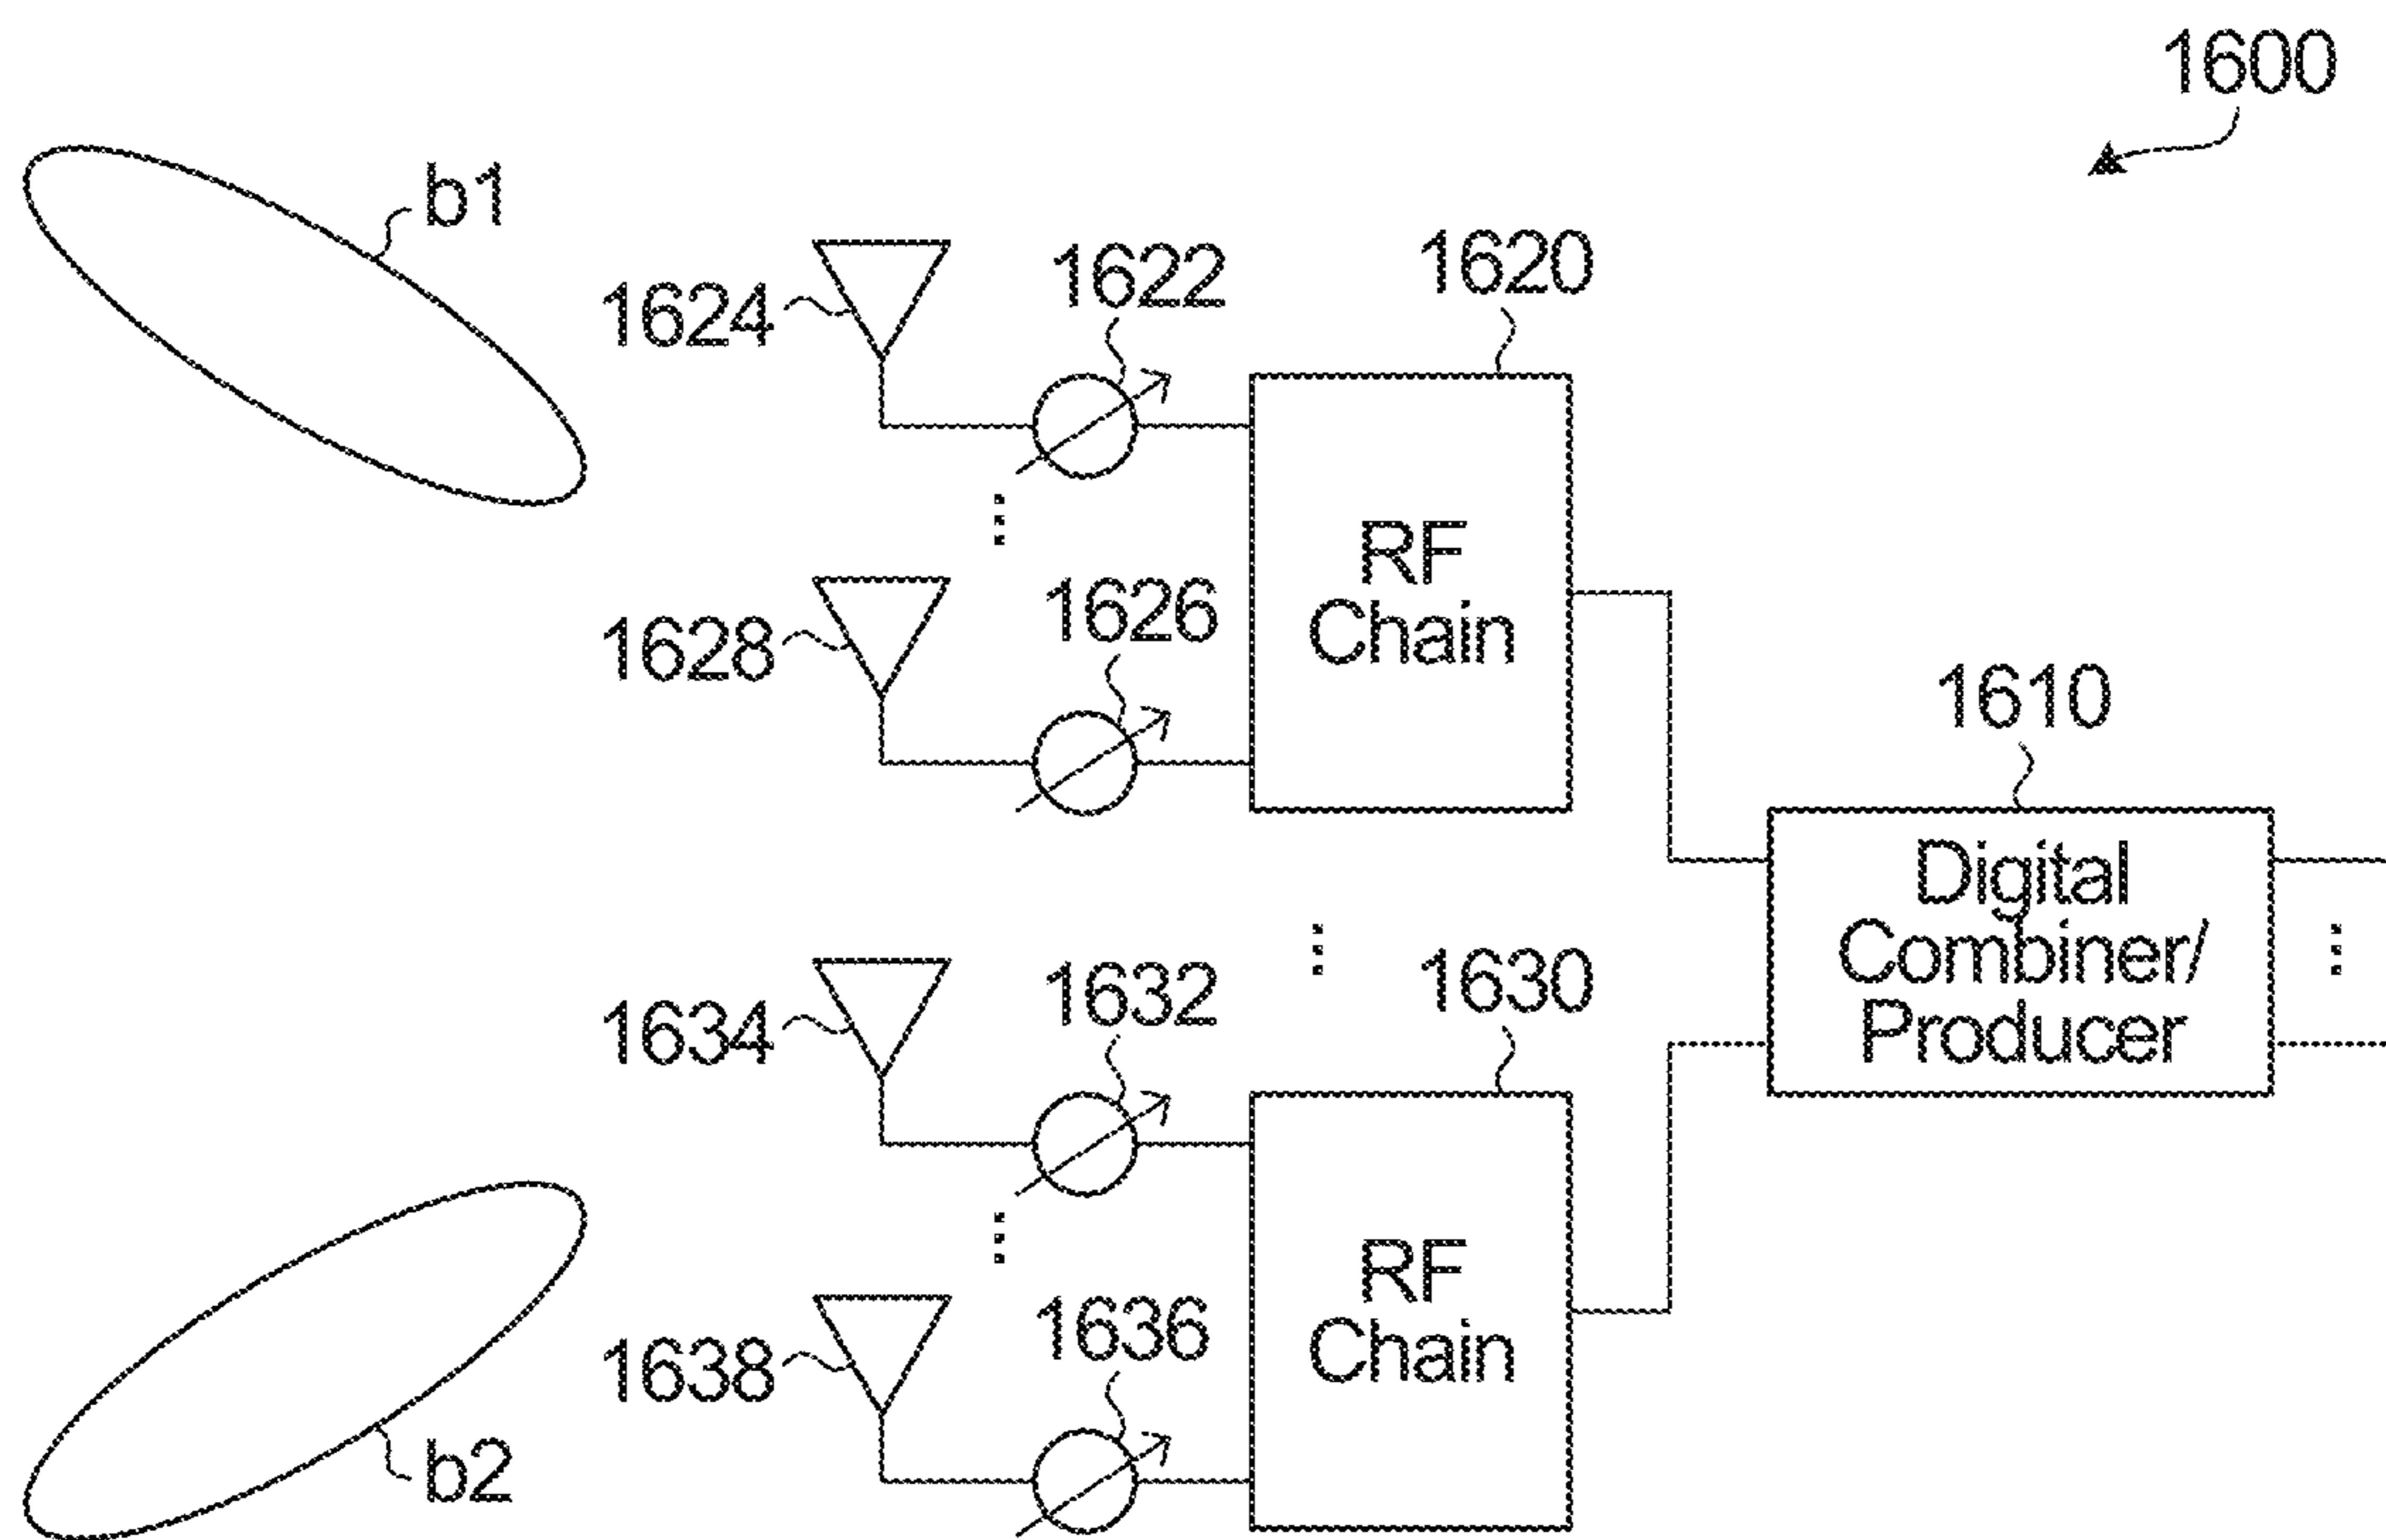 1600
b1
1624
1622
1620
RF
Chain
1628
1626
1610
Digital
Combiner/
Producer
1634
1632
1630
RF
Chain
1638
1636
b2